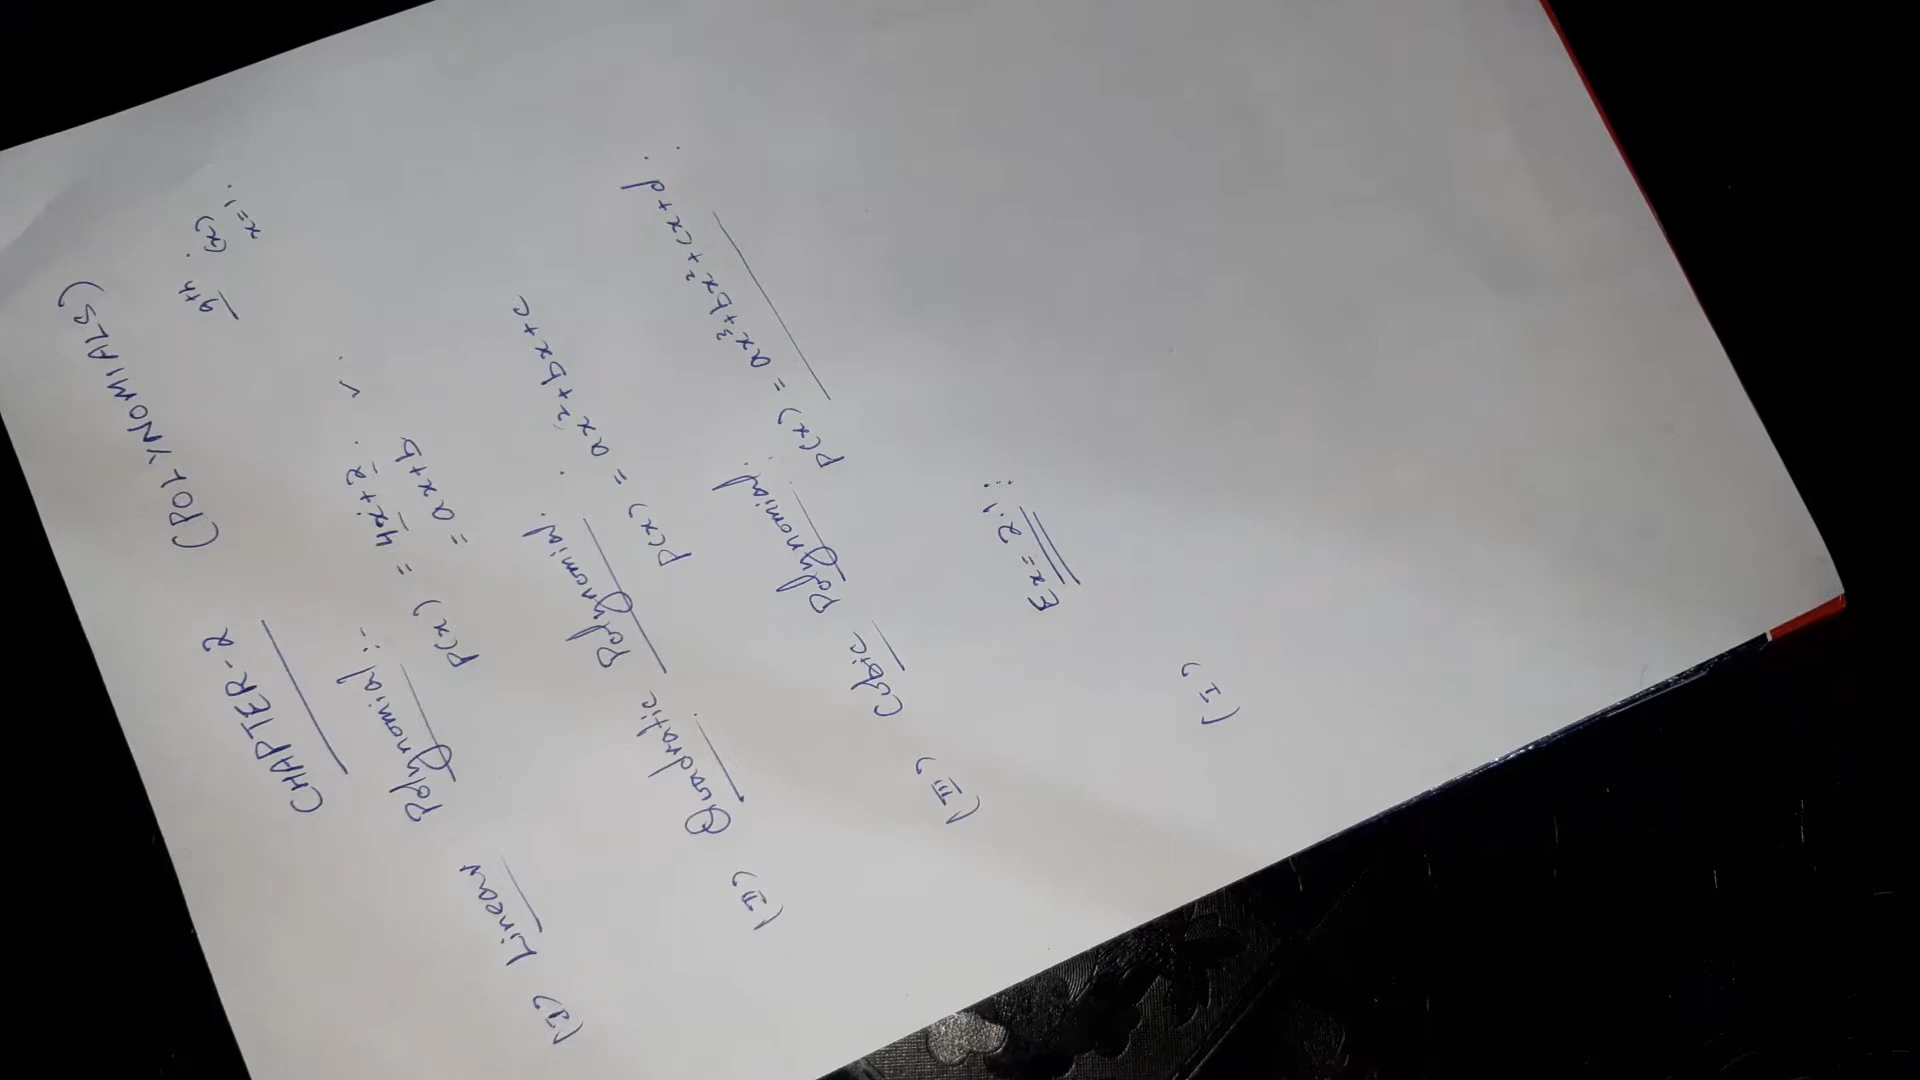 CHAPTER-2 (POLYNOMIALS) 9th (x)
x=1.
(I) Linear Polynomial :- P(x) = 4x+2.
= ax+b
(II) Quadratic Polynomial.
P(x) = ax²+bx+c
(III) Cubic Polynomial.
P(x) = ax³+bx²+cx+d.
Ex = 2.1
(I)